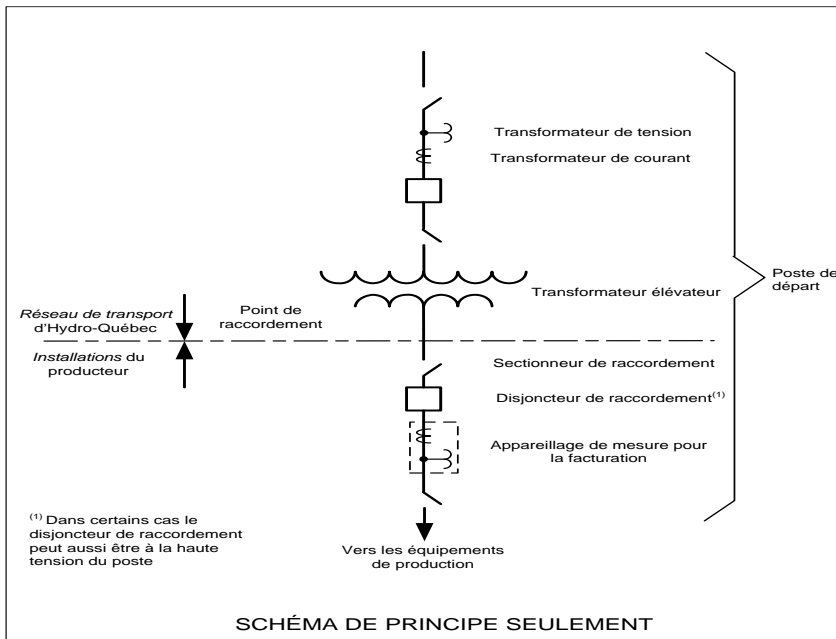 Transformateur de tension
Transformateur de courant
Poste de
départ
Transformateur élévateur
Réseau de transport
d'Hydro-Québec
Point de
raccordement
Installations du
producteur
Sectionneur de raccordement
Disjoncteur de raccordement(1)
Appareillage de mesure pour
la facturation
(1) Dans certains cas le
disjoncteur de raccordement
peut aussi être à la haute
tension du poste
Vers les équipements
de production
SCHÉMA DE PRINCIPE SEULEMENT